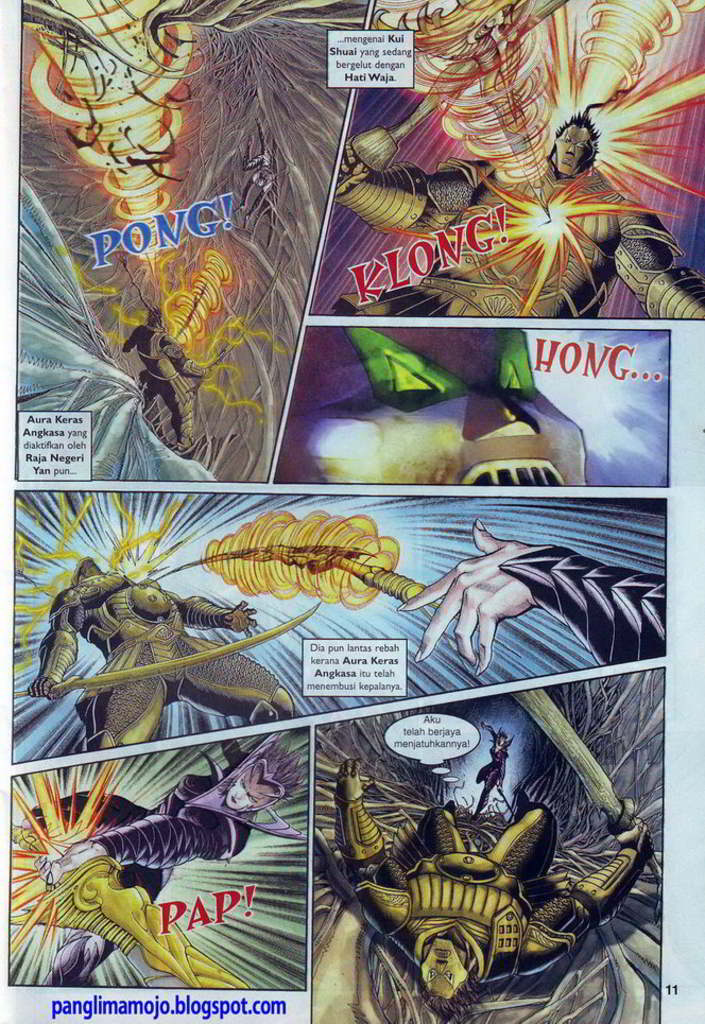 PONG!
Aura Keras
Angkasa yang
diaktifkan oleh
Raja Negeri
Yan pun...
...mengenai Kui
Shuai yang sedang
bergelut dengan
Hati Waja.
KLONG!
HONG...
Dia pun lantas rebah
kerana Aura Keras
Angkasa itu telah
menembusi kepalanya.
PAP!
Aku
telah berjaya
menjatuhkannya!
11
panglimamojo.blogspot.com